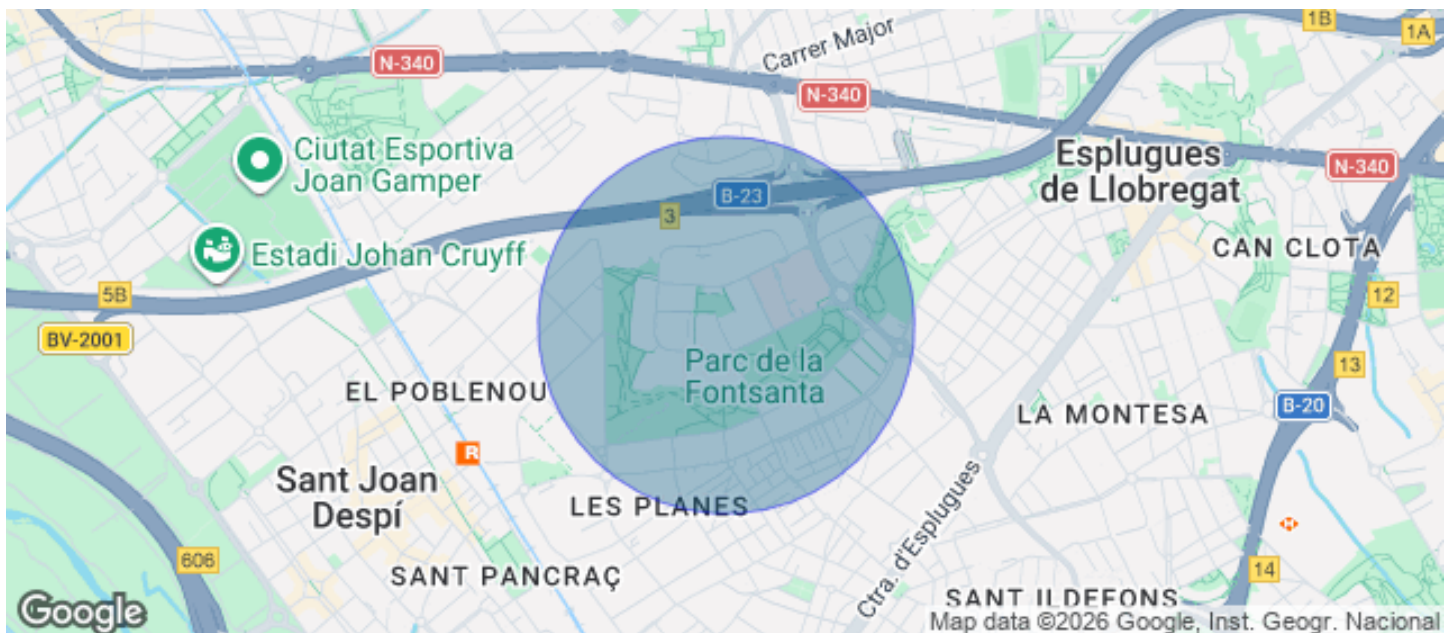 1B
1A
N-340
Carrer Major
N-340
Ciutat Esportiva
Joan Gamper
Esplugues
de Llobregat
N-340
B-23
3
Estadi Johan Cruyff
CAN CLOTA
5B
12
BV-2001
Parc de la
Fontsanta
13
EL POBLENOU
LA MONTESA
B-20
R
Sant Joan
Despí
LES PLANES
Ctra. d'Esplugues
606
14
SANT PANCRAÇ
SANT ILDEFONS
Google
Map data ©2026 Google, Inst. Geogr. Nacional